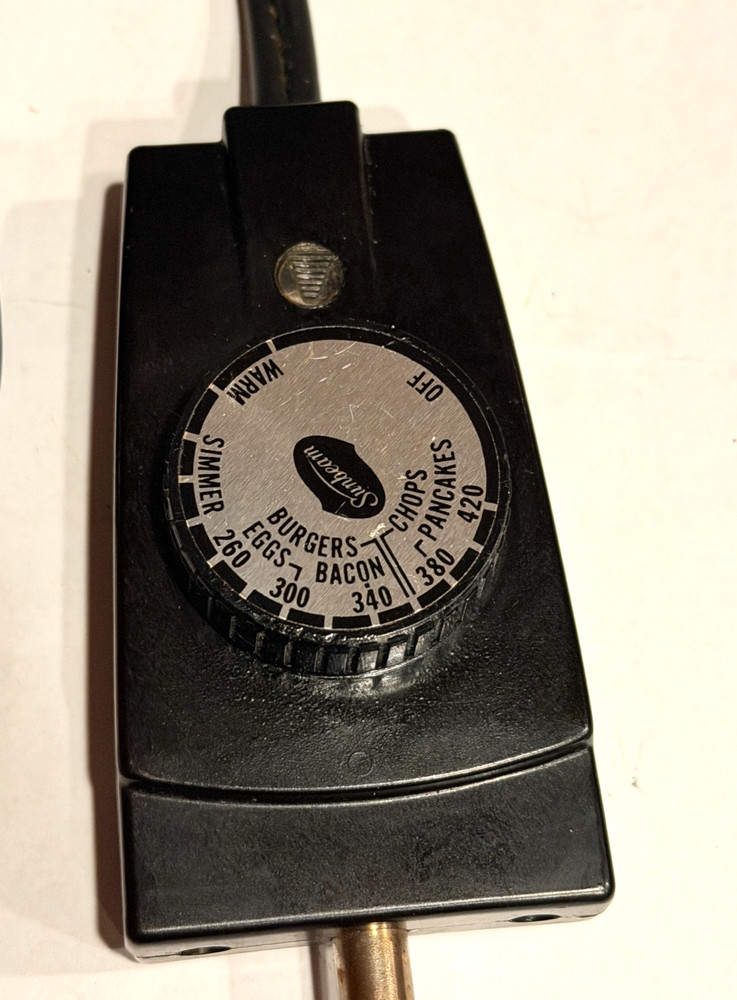 OFF
WARM
SIMMER
Sunbeam
CHOPS
PANCAKES
BURGERS
EGGS
BACON
260
300
340
380
420